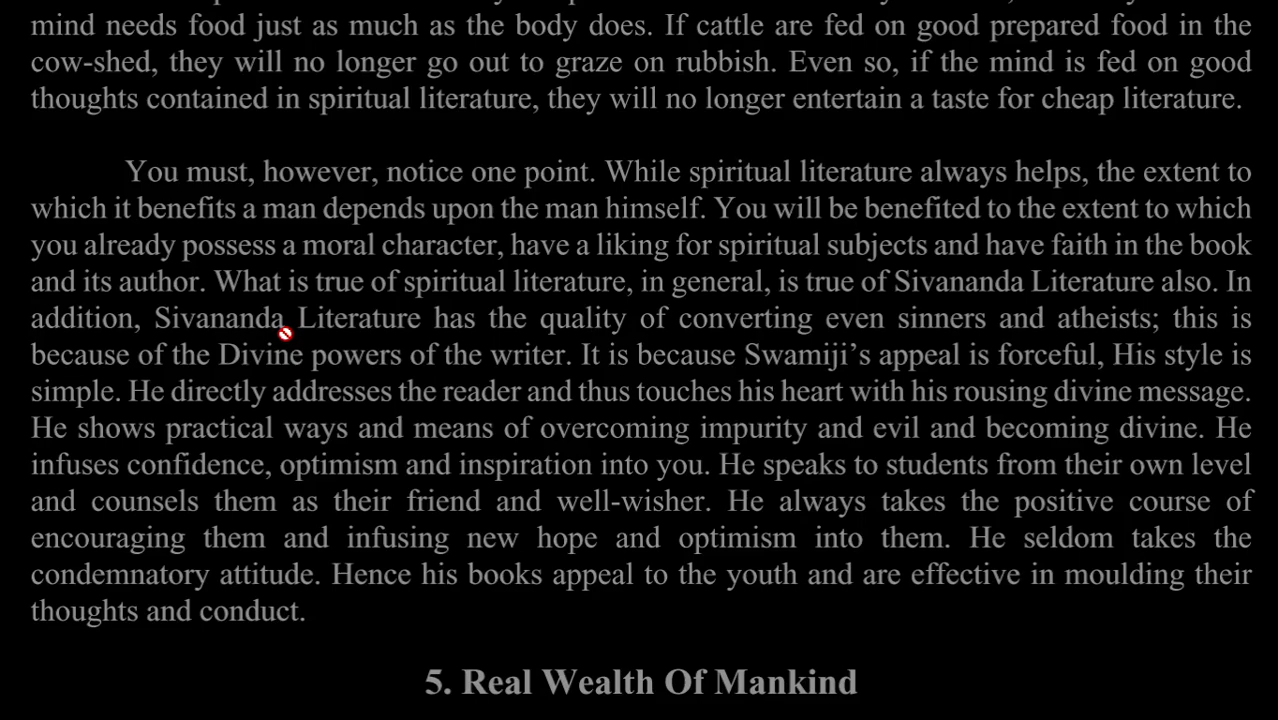 mind needs food just as much as the body does. If cattle are fed on good prepared food in the
cow-shed, they will no longer go out to graze on rubbish. Even so, if the mind is fed on good
thoughts contained in spiritual literature, they will no longer entertain a taste for cheap literature.
You must, however, notice one point. While spiritual literature always helps, the extent to
which it benefits a man depends upon the man himself. You will be benefited to the extent to which
you already possess a moral character, have a liking for spiritual subjects and have faith in the book
and its author. What is true of spiritual literature, in general, is true of Sivananda Literature also. In
addition, Sivananda Literature has the quality of converting even sinners and atheists; this is
because of the Divine powers of the writer. It is because Swamiji’s appeal is forceful, His style is
simple. He directly addresses the reader and thus touches his heart with his rousing divine message.
He shows practical ways and means of overcoming impurity and evil and becoming divine. He
infuses confidence, optimism and inspiration into you. He speaks to students from their own level
and counsels them as their friend and well-wisher. He always takes the positive course of
encouraging them and infusing new hope and optimism into them. He seldom takes the
condemnatory attitude. Hence his books appeal to the youth and are effective in moulding their
thoughts and conduct.
5. Real Wealth Of Mankind